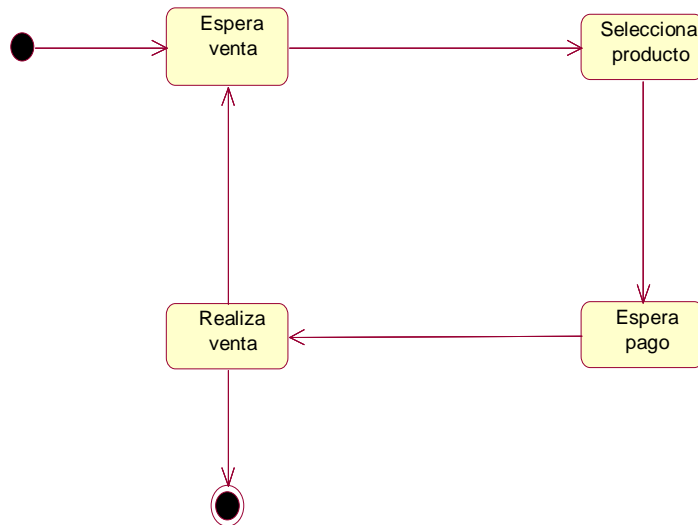 Espera
venta
Selecciona
producto
Realiza
venta
Espera
pago